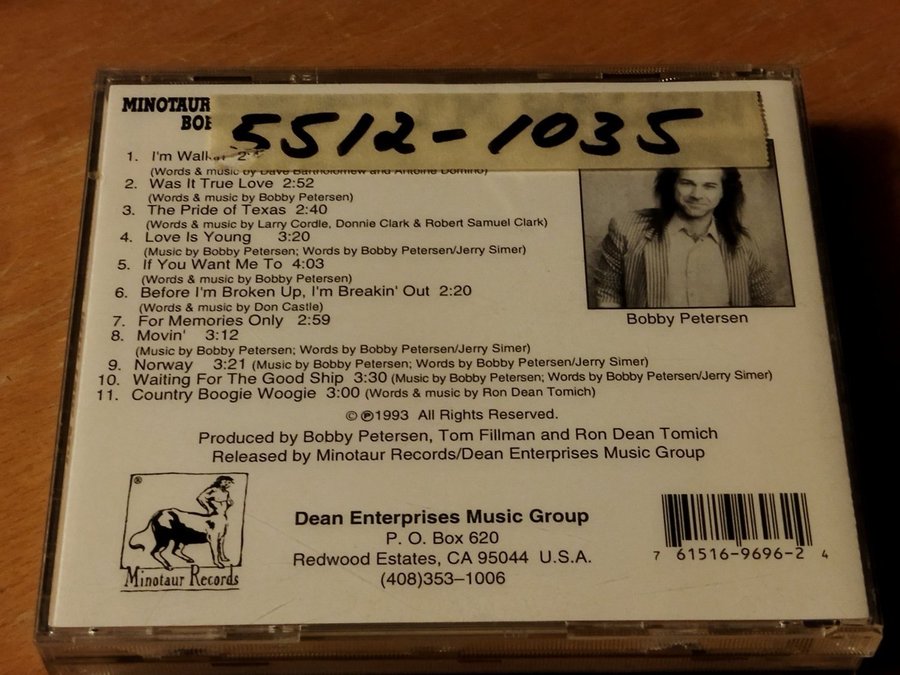 MINOTAUR
5512-1035
1. I'm
(Words & music by Dave Bartholomew and Antoine Domino)
2. Was It True Love 2:52
(Words & music by Bobby Petersen)
3. The Pride of Texas 2:40
(Words & music by Larry Cordle, Donnie Clark & Robert Samuel Clark)
4. Love Is Young 3:20
(Music by Bobby Petersen; Words by Bobby Petersen/Jerry Simer)
5. If You Want Me To 4:03
(Words & music by Bobby Petersen)
6. Before I'm Broken Up, I'm Breakin' Out 2:20
(Words & music by Don Castle)
7. For Memories Only 2:59
8. Movin' 3:12
(Music by Bobby Petersen; Words by Bobby Petersen/Jerry Simer)
9. Norway 3:21 (Music by Bobby Petersen; Words by Bobby Petersen/Jerry Simer)
10. Waiting For The Good Ship 3:30 (Music by Bobby Petersen; Words by Bobby Petersen/Jerry Simer)
11. Country Boogie Woogie 3:00 (Words & music by Ron Dean Tomich)
Bobby Petersen
© ℗1993 All Rights Reserved.
Produced by Bobby Petersen, Tom Fillman and Ron Dean Tomich
Released by Minotaur Records/Dean Enterprises Music Group
®
Minotaur Records
Dean Enterprises Music Group
P. O. Box 620
Redwood Estates, CA 95044 U.S.A.
(408)353–1006
7 61516-9696-2 4